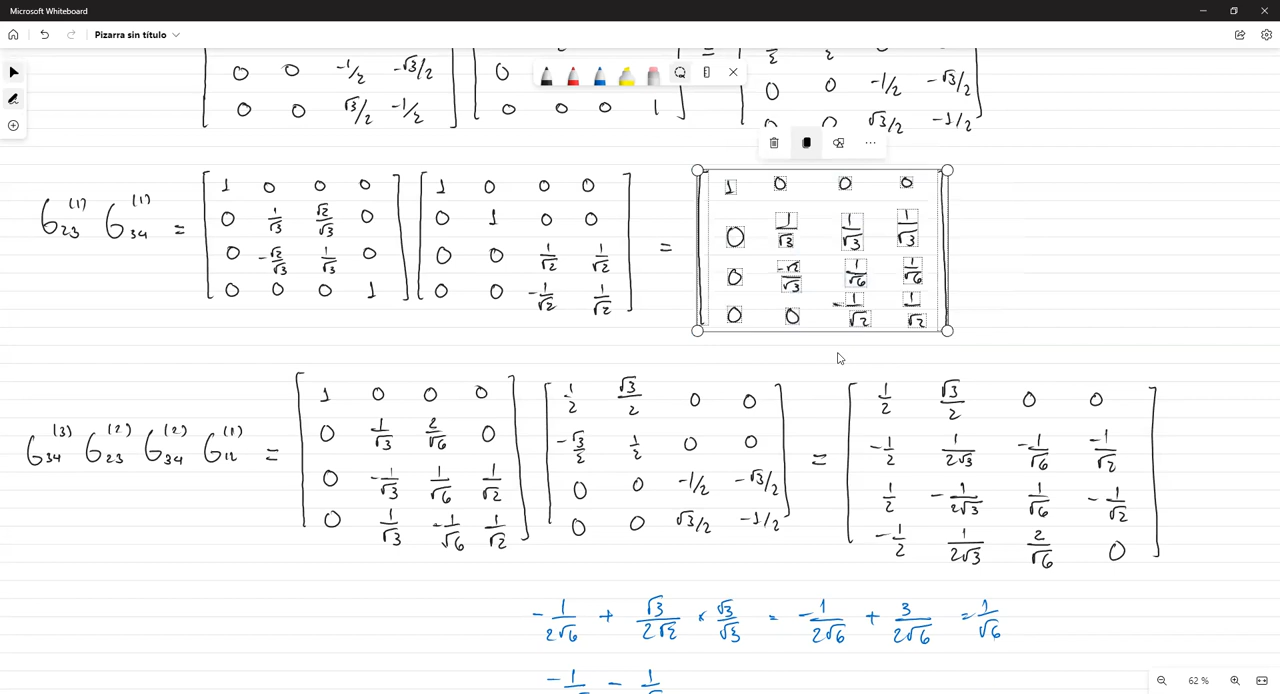 Microsoft Whiteboard
Pizarra sin título
0 0 -1/2 -√3/2 0 0 0 -1/2 -√3/2
0 0 √3/2 -1/2 0 0 0 1 √3/2 -1/2
G₂₃⁽¹⁾ G₃₄⁽¹⁾ = [1 0 0 0; 0 1/√3 √2/√3 0; 0 -√2/√3 1/√3 0; 0 0 0 1] [1 0 0 0; 0 1 0 0; 0 0 1/√2 1/√2; 0 0 -1/√2 1/√2] = [1 0 0 0; 0 1/√3 1/√3 1/√3; 0 -√2/√3 1/√6 1/√6; 0 0 -1/√2 1/√2]
G₃₄⁽³⁾ G₂₃⁽²⁾ G₃₄⁽²⁾ G₁₂⁽¹⁾ = [1 0 0 0; 0 1/√3 2/√6 0; 0 -1/√3 1/√6 1/√2; 0 1/√3 -1/√6 1/√2] [1/2 √3/2 0 0; -√3/2 1/2 0 0; 0 0 -1/2 -√3/2; 0 0 √3/2 -1/2] = [1/2 √3/2 0 0; -1/2 1/2√3 -1/√6 -1/√2; 1/2 -1/2√3 1/√6 -1/√2; -1/2 1/2√3 2/√6 0]
-1/2√6 + √3/2√2 × √3/√3 = -1/2√6 + 3/2√6 = 1/√6
62 %